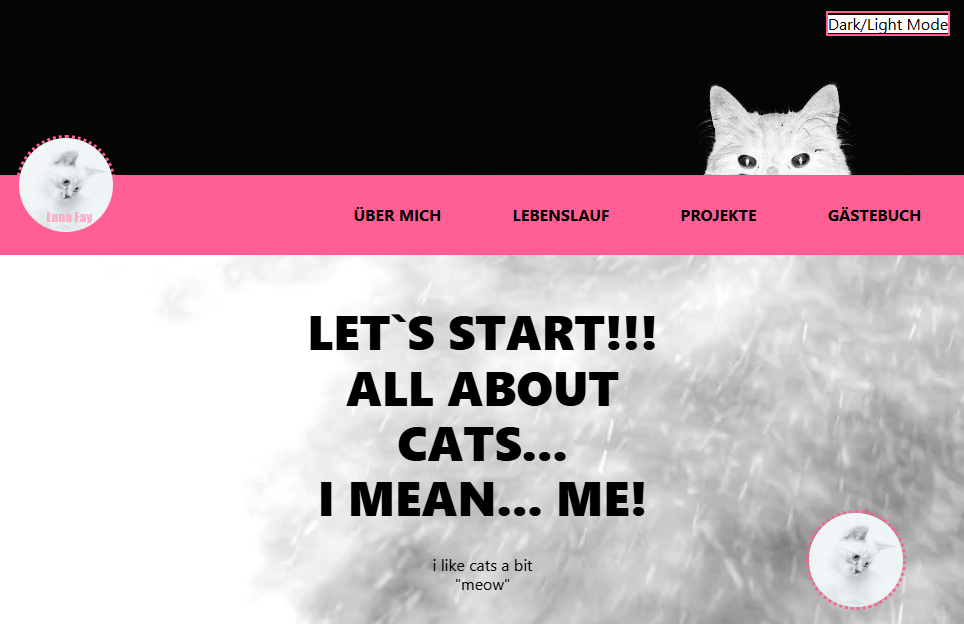 Dark/Light Mode
Luna Fay
ÜBER MICH LEBENSLAUF PROJEKTE GÄSTEBUCH
LET`S START!!!
ALL ABOUT
CATS...
I MEAN... ME!
i like cats a bit
"meow"